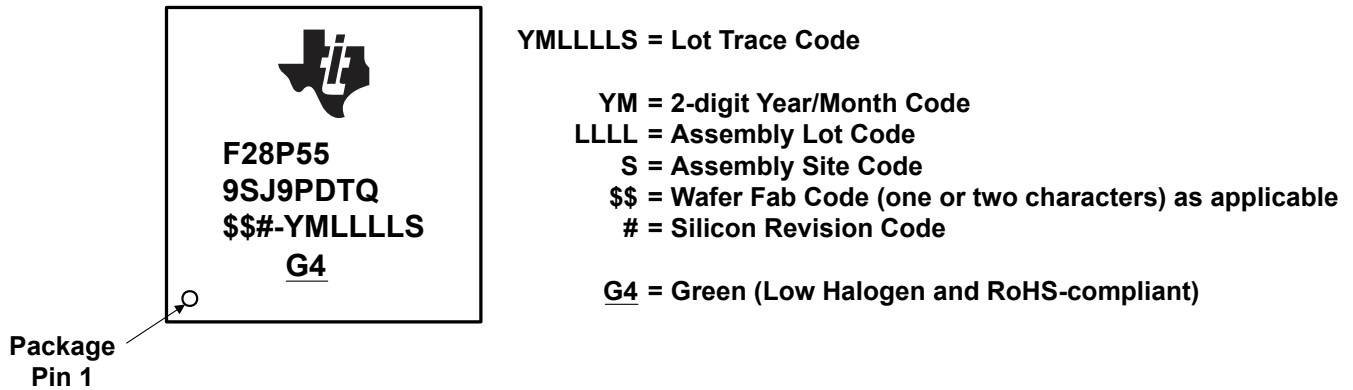 F28P55
9SJ9PDTQ
$$#-YMLLLLS
G4
Package
Pin 1
YMLLLLS = Lot Trace Code
YM = 2-digit Year/Month Code
LLLL = Assembly Lot Code
S = Assembly Site Code
$$ = Wafer Fab Code (one or two characters) as applicable
# = Silicon Revision Code
G4 = Green (Low Halogen and RoHS-compliant)